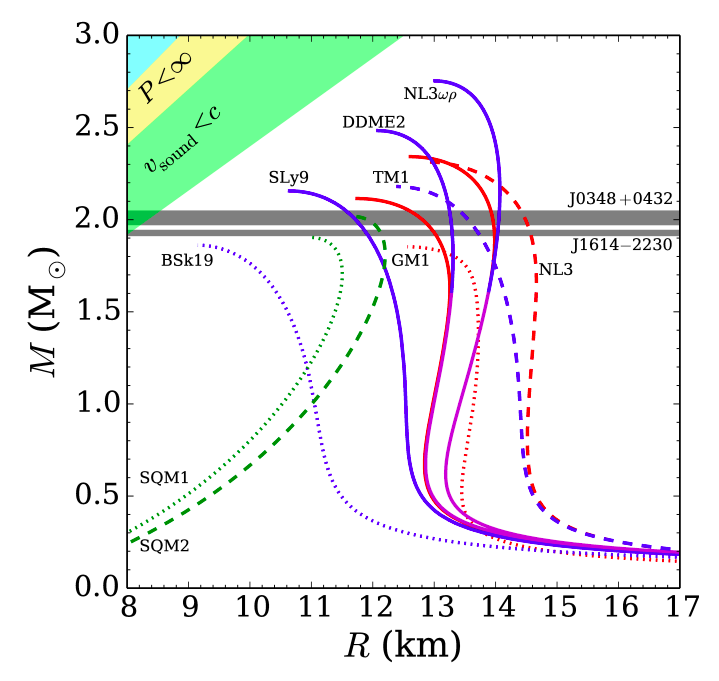 3.0
P<∞
NL3ωρ
2.5
DDME2
v_sound<c
SLy9
TM1
J0348+0432
2.0
J1614−2230
BSk19
GM1
NL3
M (M⊙)
1.5
1.0
SQM1
0.5
SQM2
0.0
8 9 10 11 12 13 14 15 16 17
R (km)